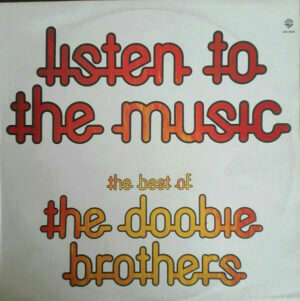 listen to
the music
the best of
the doobie
brothers